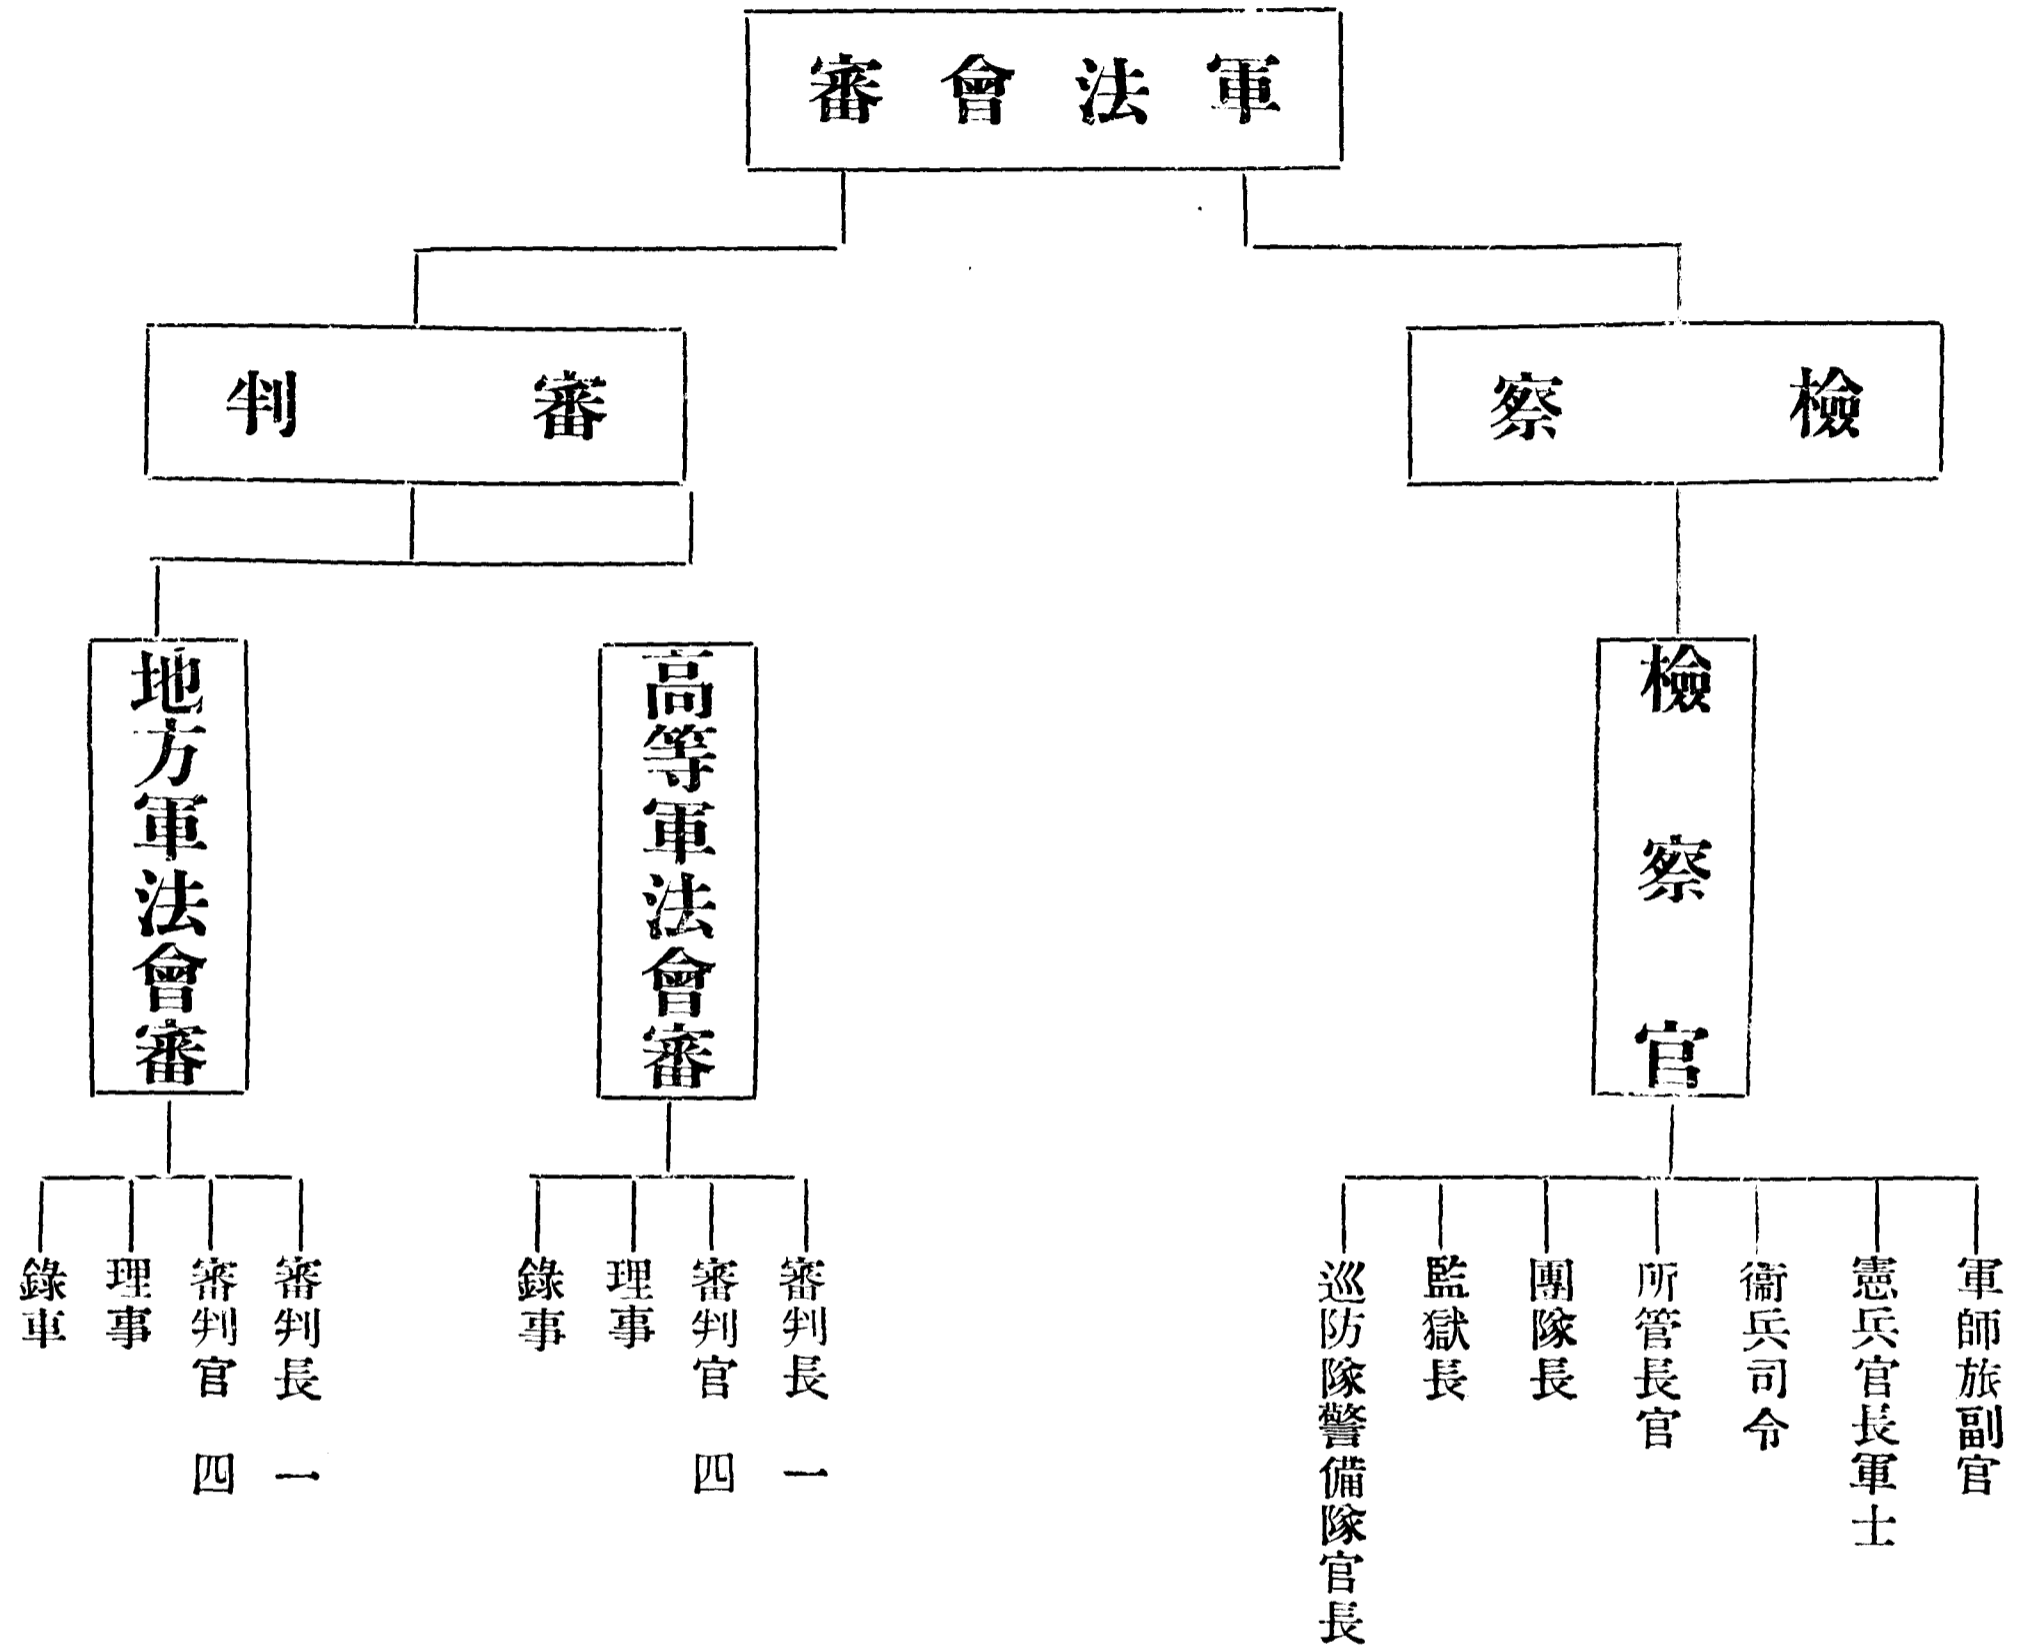 軍法會審
檢察
審判
檢察官
高等軍法會審
地方軍法會審
軍師旅副官
憲兵官長軍士
衞兵司令
所管長官
團隊長
監獄長
巡防隊警備隊官長
審判長 一
審判官 四
理事
錄事
審判長 一
審判官 四
理事
錄車